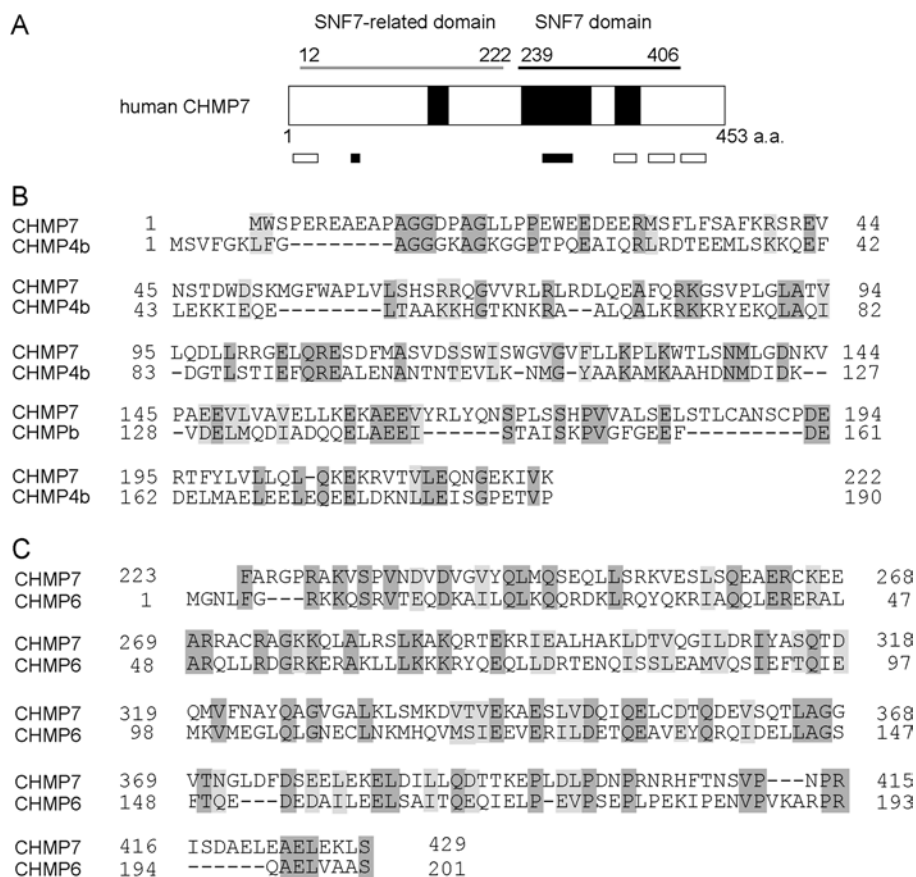 A
SNF7-related domain SNF7 domain
12 222 239 406
human CHMP7
1 453 a.a.
B
CHMP7 1 MWSPEREAEAPAGGDPAGLLPPEWEEDEERMSFLFSAFKRSREV 44
CHMP4b 1 MSVFGKLFG---------AGGGKAGKGGPTPQEAIQRLRDTEEMLSKKQEF 42
CHMP7 45 NSTDWDSKMGFWAPLVLSHSRRQGVVRLRLRDLQEAFQRKGSVPLGLATV 94
CHMP4b 43 LEKKIEQE---------LTAAKKHGTKNKRA--ALQALKRKKRYEKQLAQI 82
CHMP7 95 LQDLLRRGELQRESDFMASVDSSWISWGVGVFLLKPLKWTLSNMLGDNKV 144
CHMP4b 83 -DGTLSTIEFQREALENANTNTEVLK-NMG-YAAKAMKAAHDNMDIDK-- 127
CHMP7 145 PAEEVLVAVELLKEKAEEVYRLYQNSPLSSHPVVALSELSTLCANSCPDE 194
CHMPb 128 -VDELMQDIADQQELAEEI------STAISKPVGFGEEF---------DE 161
CHMP7 195 RTFYLVLLQL-QKEKRVTVLEQNGEKIVK 222
CHMP4b 162 DELMAELEELEQEELDKNLLEISGPETVP 190
C
CHMP7 223 FARGPRAKVSPVNDVDVGVYQLMQSEQLLSRKVESLSQEAERCKEE 268
CHMP6 1 MGNLFG---RKKQSRVTEQDKAILQLKQQRDKLRQYQKRIAQQLERERAL 47
CHMP7 269 ARRACRAGKKQLALRSLKAKQRTEKRIEALHAKLDTVQGILDRIYASQTD 318
CHMP6 48 ARQLLRDGRKERAKLLLKKKRYQEQLLDRTENQISSLEAMVQSIEFTQIE 97
CHMP7 319 QMVFNAYQAGVGALKLSMKDVTVEKAESLVDQIQELCDTQDEVSQTLAGG 368
CHMP6 98 MKVMEGLQLGNECLNKMHQVMSIEEVERILDETQEAVEYQRQIDELLAGS 147
CHMP7 369 VTNGLDFDSEELEKELDILLQDTTKEPLDLPDNPRNRHFTNSVP---NPR 415
CHMP6 148 FTQE---DEDAILEELSAITQEQIELP-EVPSEPLPEKIPENVPVKARPR 193
CHMP7 416 ISDAELEAELEKLS 429
CHMP6 194 ------QAELVAAS 201